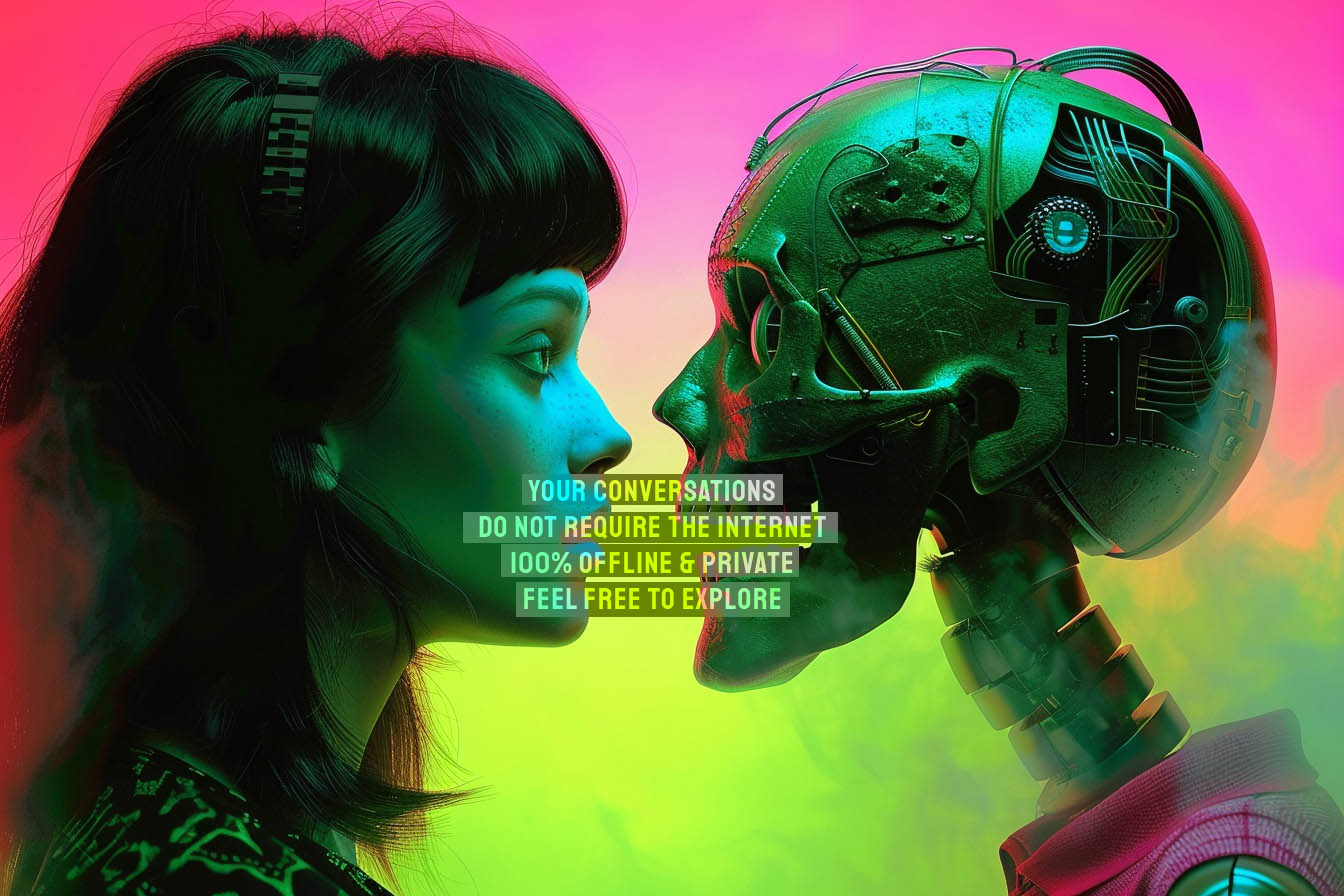 YOUR CONVERSATIONS
DO NOT REQUIRE THE INTERNET
100% OFFLINE & PRIVATE
FEEL FREE TO EXPLORE